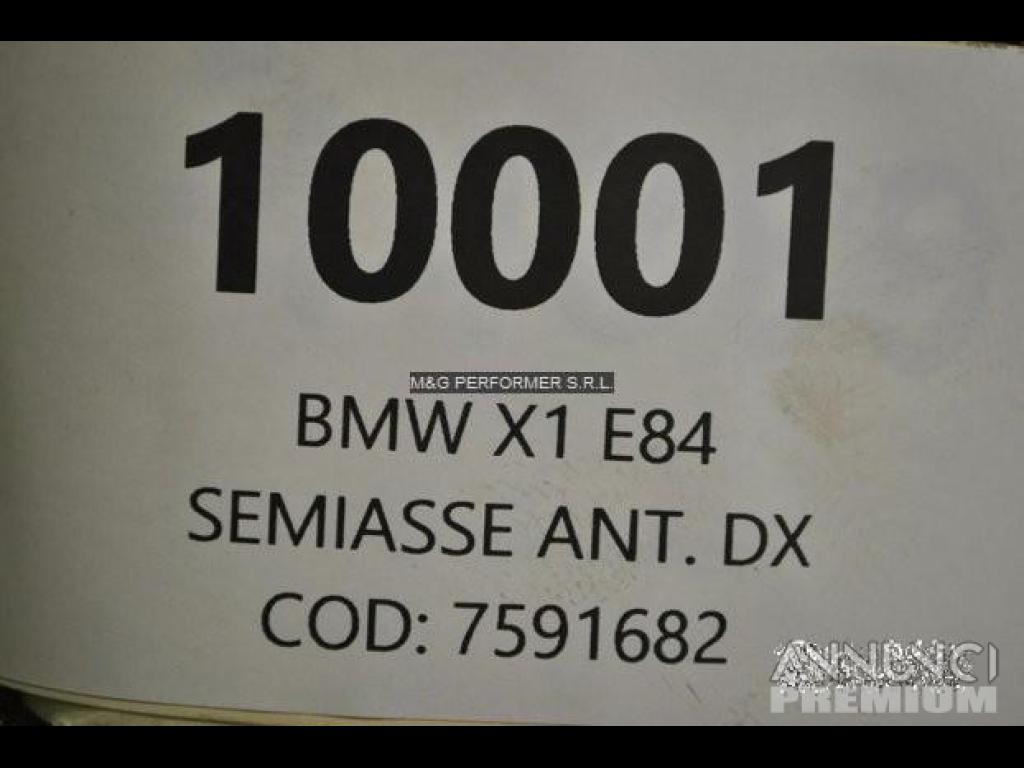 10001
M&G PERFORMER S.R.L.
BMW X1 E84
SEMIASSE ANT. DX
COD: 7591682
ANNUNCI
PREMIUM